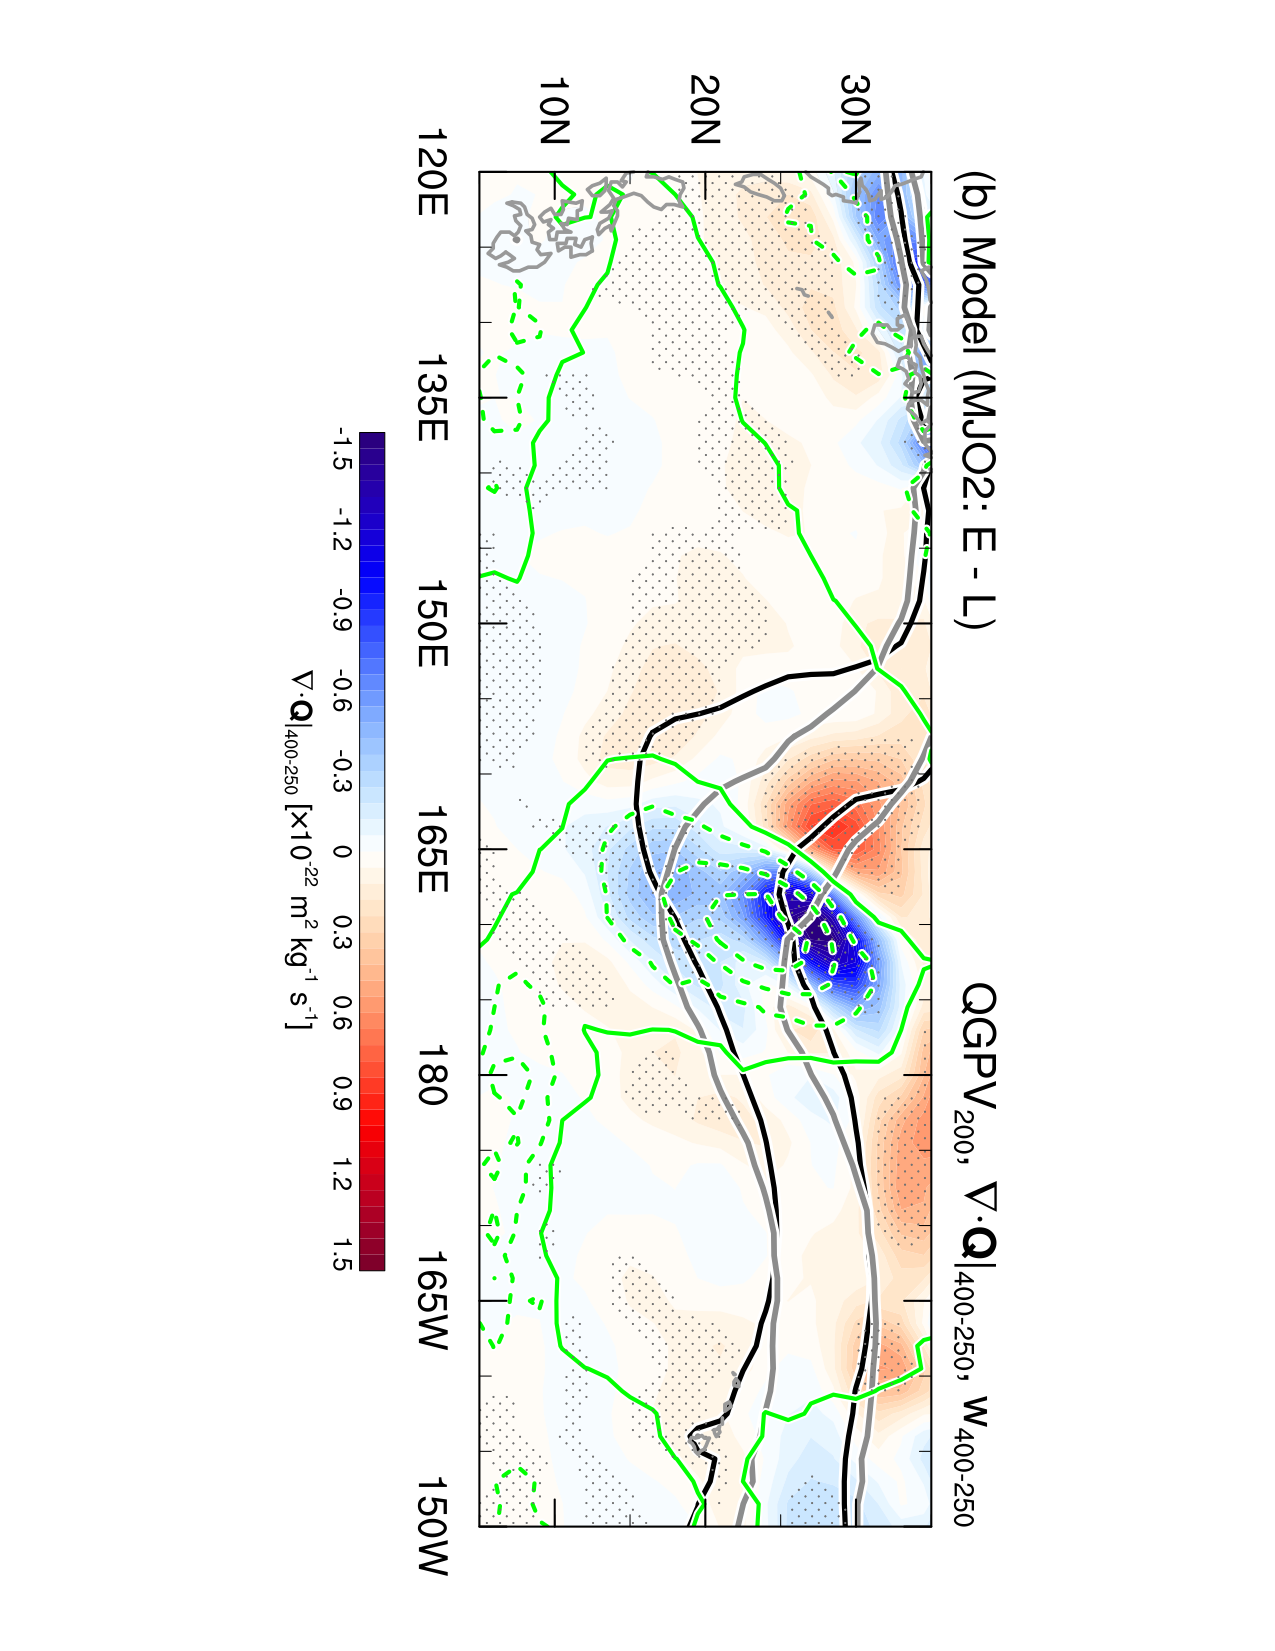 (b) Model (MJO2: E - L) QGPV200, ∇·Q|400-250, w400-250
30N
20N
10N
120E 135E 150E 165E 180 165W 150W
-1.5 -1.2 -0.9 -0.6 -0.3 0 0.3 0.6 0.9 1.2 1.5
∇·Q|400-250 [x10-22 m2 kg-1 s-1]